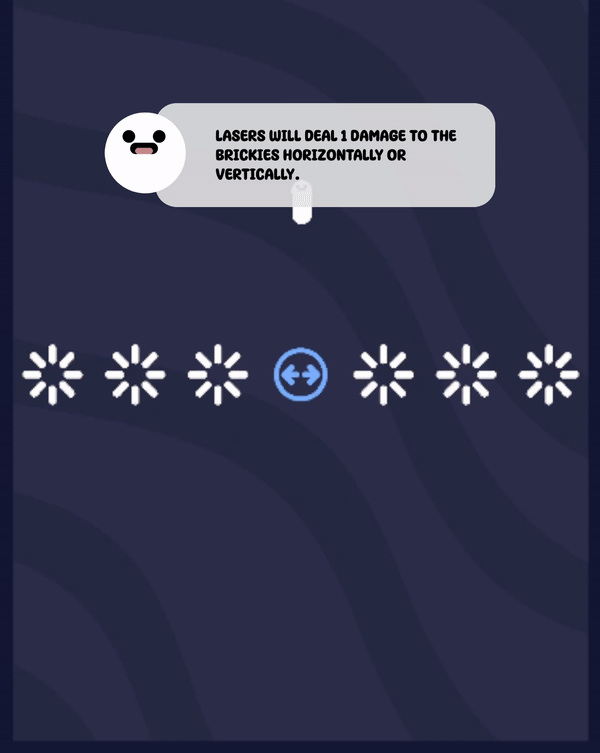 LASERS WILL DEAL 1 DAMAGE TO THE
BRICKIES HORIZONTALLY OR
VERTICALLY.